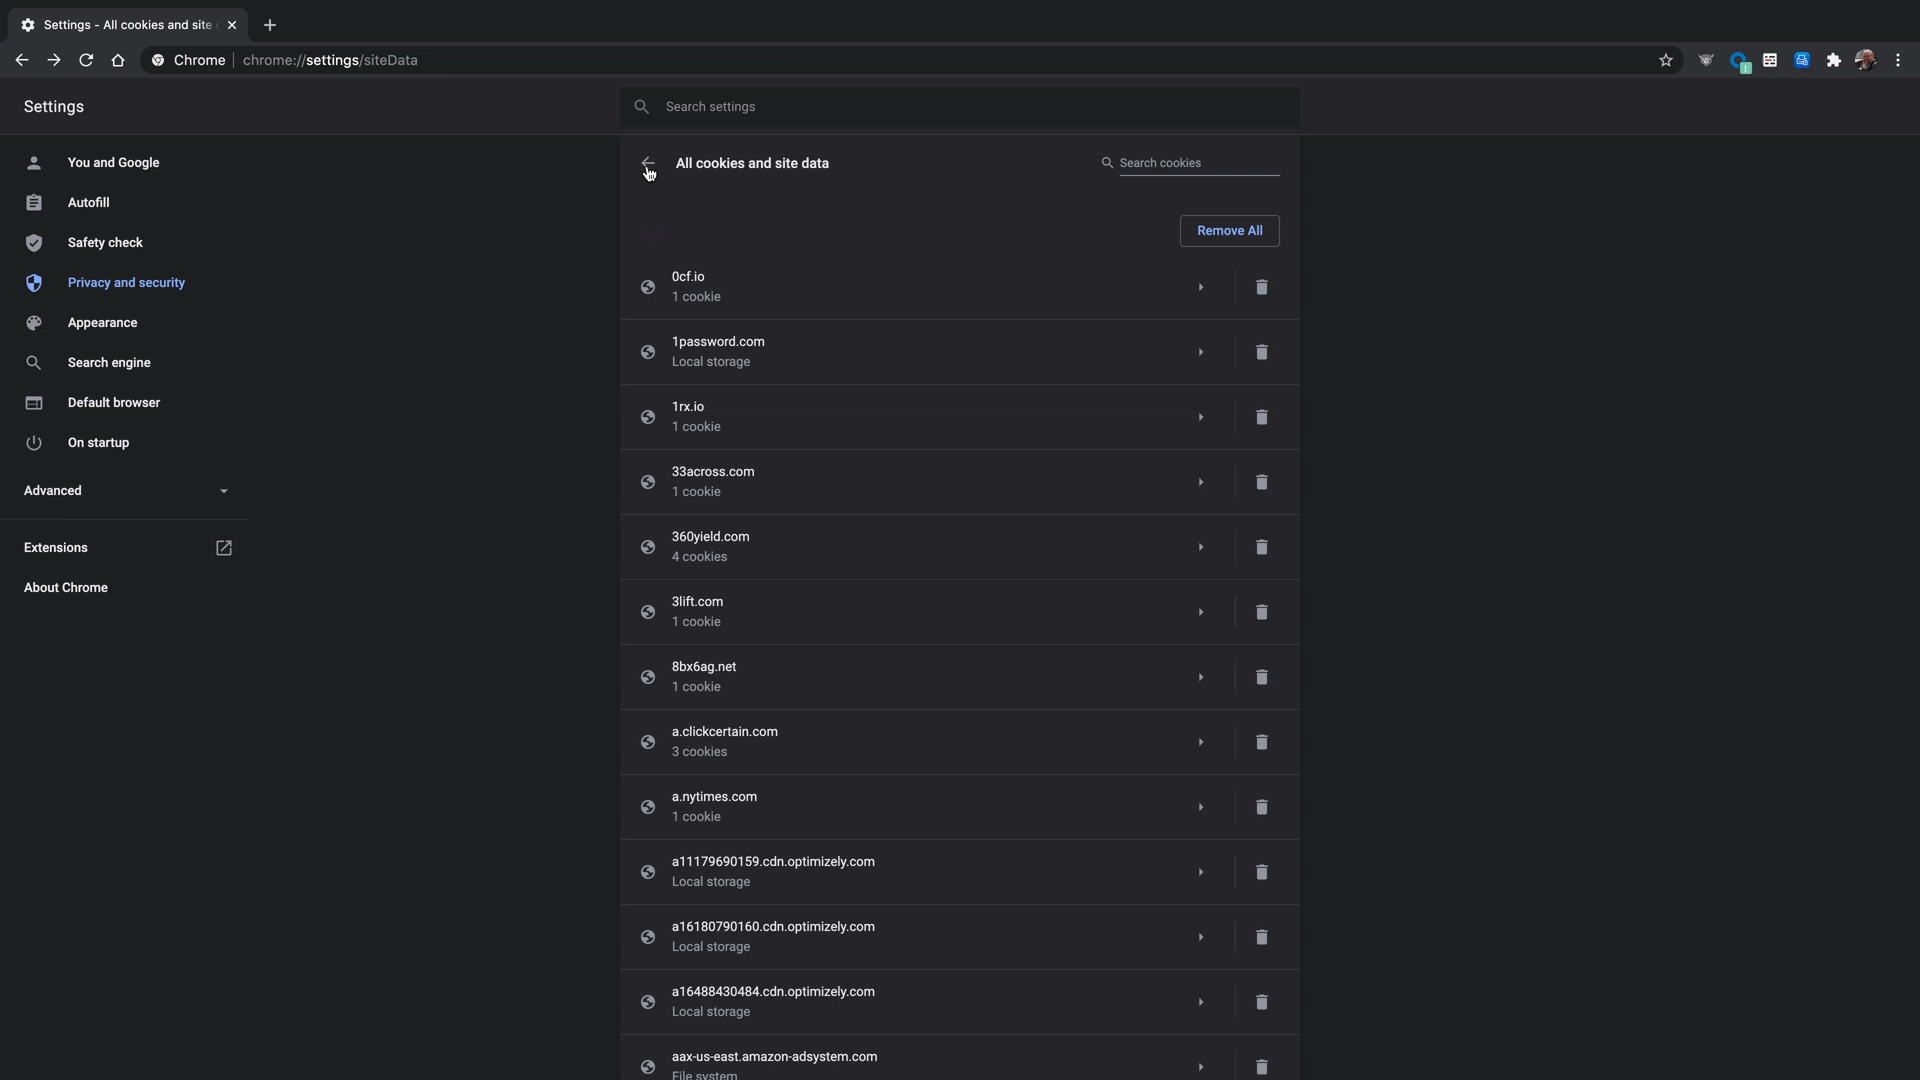 Settings - All cookies and site
Chrome chrome://settings/siteData
Settings
Search settings
You and Google
Autofill
Safety check
Privacy and security
Appearance
Search engine
Default browser
On startup
Advanced
Extensions
About Chrome
All cookies and site data
Search cookies
Remove All
0cf.io
1 cookie
1password.com
Local storage
1rx.io
1 cookie
33across.com
1 cookie
360yield.com
4 cookies
3lift.com
1 cookie
8bx6ag.net
1 cookie
a.clickcertain.com
3 cookies
a.nytimes.com
1 cookie
a11179690159.cdn.optimizely.com
Local storage
a16180790160.cdn.optimizely.com
Local storage
a16488430484.cdn.optimizely.com
Local storage
aax-us-east.amazon-adsystem.com
File system